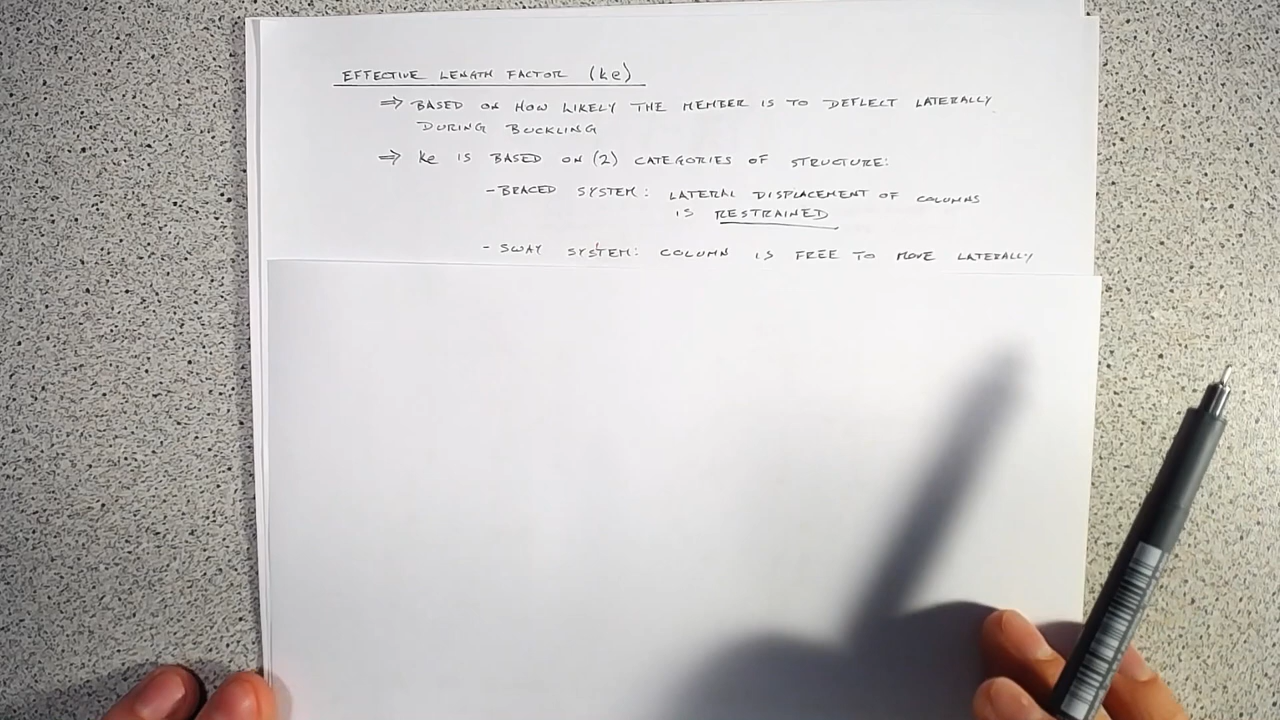 EFFECTIVE LENGTH FACTOR (ke)
⇒ BASED ON HOW LIKELY THE MEMBER IS TO DEFLECT LATERALLY
DURING BUCKLING
⇒ ke IS BASED ON (2) CATEGORIES OF STRUCTURE:
- BRACED SYSTEM: LATERAL DISPLACEMENT OF COLUMNS
IS RESTRAINED
- SWAY SYSTEM: COLUMN IS FREE TO MOVE LATERALLY